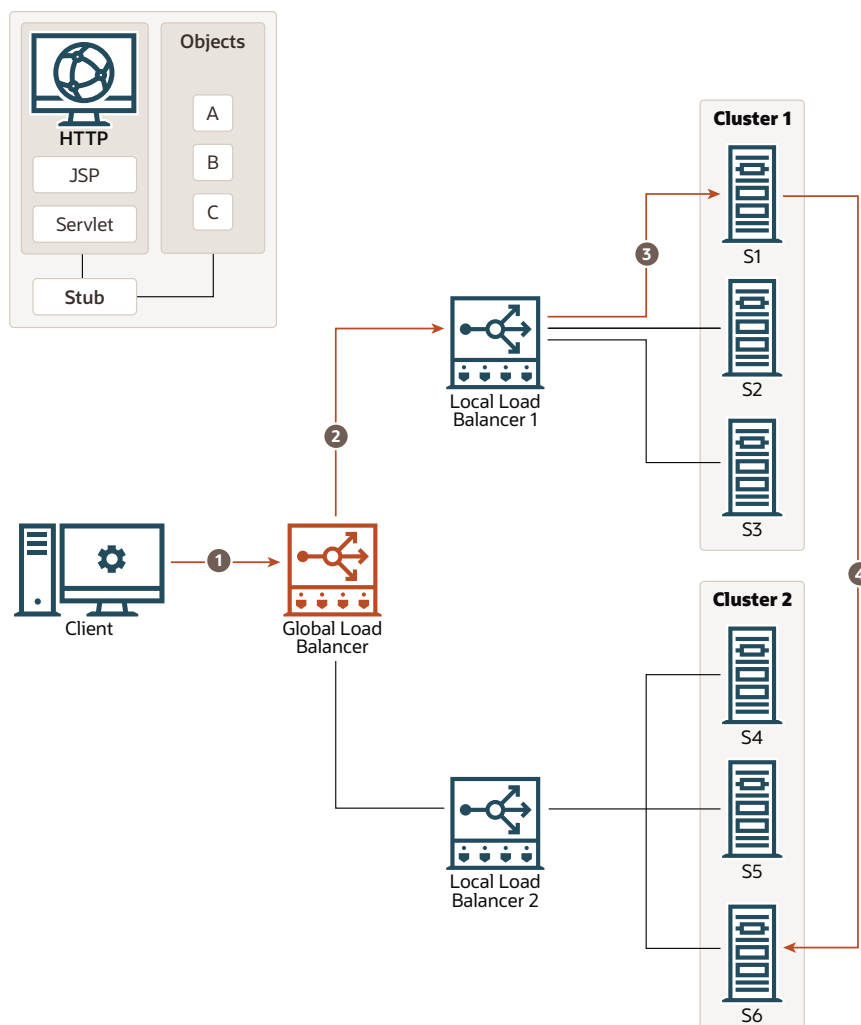 Objects
HTTP
JSP
Servlet
A
B
C
Stub
Cluster 1
S1
3
S2
Local Load
Balancer 1
2
S3
1
Client
Global Load
Balancer
4
Cluster 2
S4
S5
Local Load
Balancer 2
S6